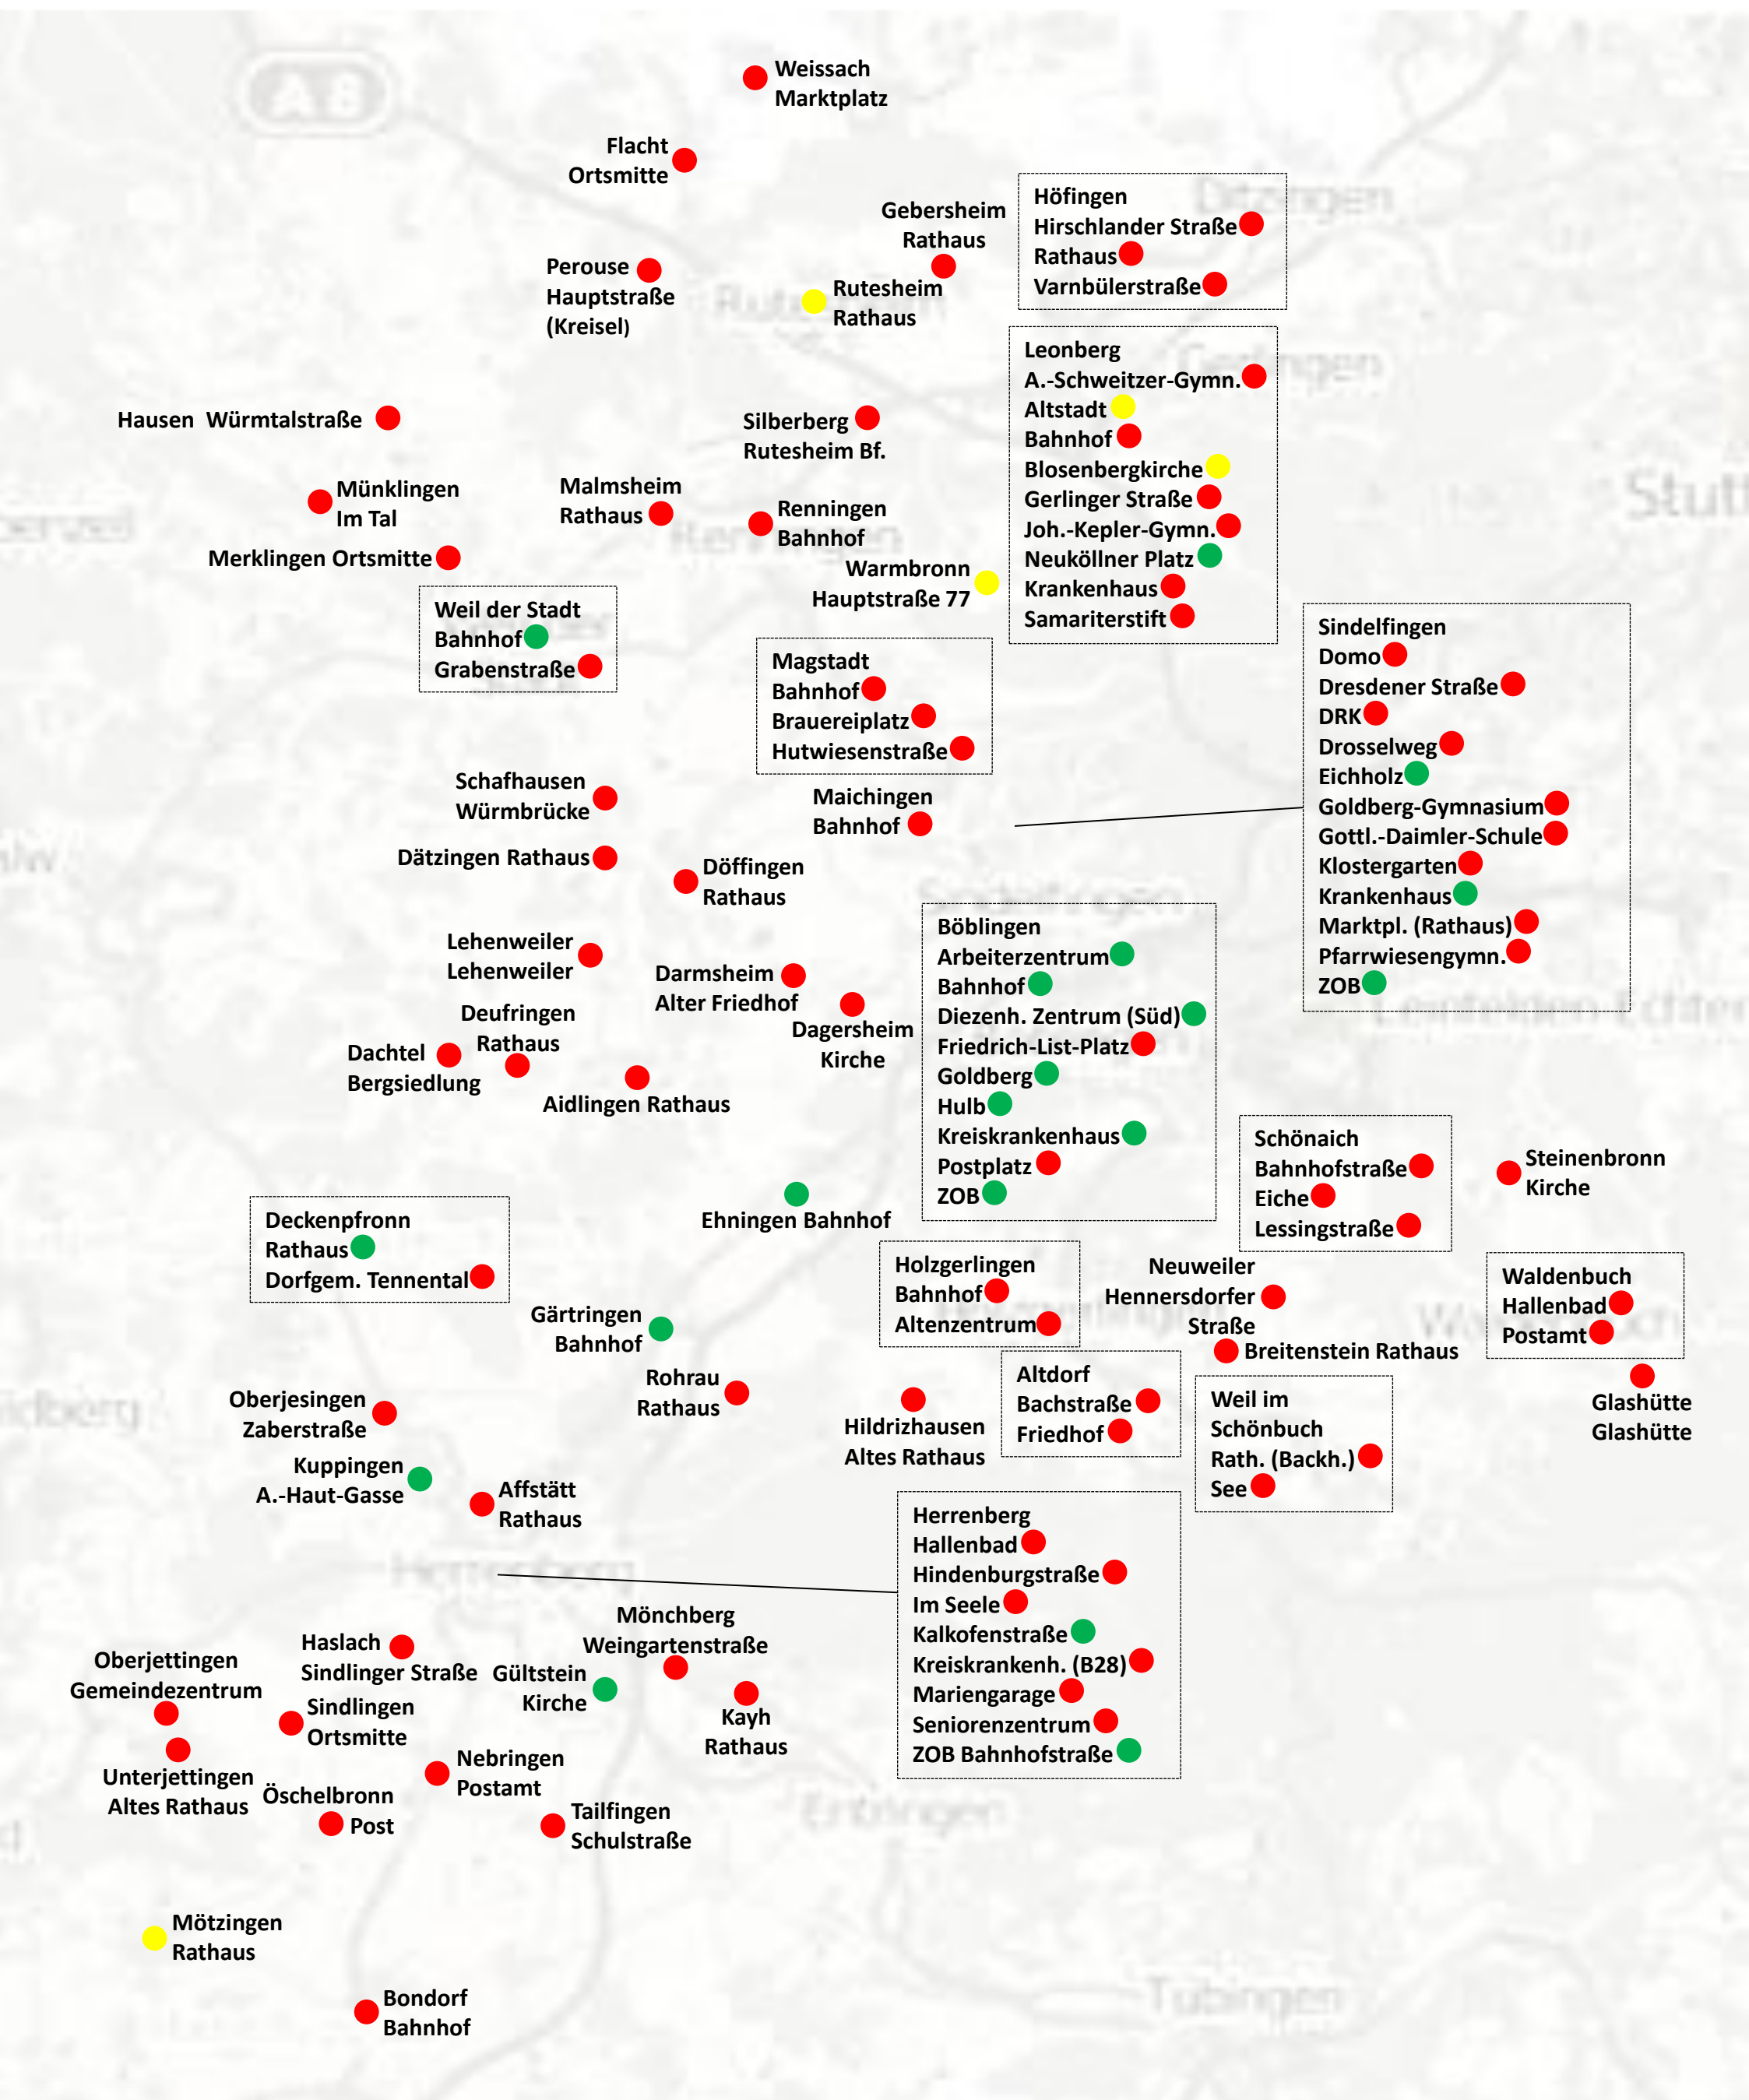 A 8
Weissach
Marktplatz
Flacht
Ortsmitte
Gebersheim
Rathaus
Höfingen
Hirschlander Straße
Rathaus
Varnbülerstraße
Perouse
Hauptstraße
(Kreisel)
Rutesheim
Rathaus
Leonberg
A.-Schweitzer-Gymn.
Altstadt
Bahnhof
Blosenbergkirche
Gerlinger Straße
Joh.-Kepler-Gymn.
Neuköllner Platz
Krankenhaus
Samariterstift
Hausen Würmtalstraße
Silberberg
Rutesheim Bf.
Münklingen
Im Tal
Malmsheim
Rathaus
Renningen
Bahnhof
Merklingen Ortsmitte
Warmbronn
Hauptstraße 77
Weil der Stadt
Bahnhof
Grabenstraße
Magstadt
Bahnhof
Brauereiplatz
Hutwiesenstraße
Sindelfingen
Domo
Dresdener Straße
DRK
Drosselweg
Eichholz
Goldberg-Gymnasium
Gottl.-Daimler-Schule
Klostergarten
Krankenhaus
Marktpl. (Rathaus)
Pfarrwiesengymn.
ZOB
Schafhausen
Würmbrücke
Maichingen
Bahnhof
Dätzingen Rathaus
Döffingen
Rathaus
Böblingen
Arbeiterzentrum
Bahnhof
Diezenh. Zentrum (Süd)
Friedrich-List-Platz
Goldberg
Hulb
Kreiskrankenhaus
Postplatz
ZOB
Lehenweiler
Lehenweiler
Darmsheim
Alter Friedhof
Dagersheim
Kirche
Deufringen
Rathaus
Dachtel
Bergsiedlung
Aidlingen Rathaus
Schönaich
Bahnhofstraße
Eiche
Lessingstraße
Steinenbronn
Kirche
Ehningen Bahnhof
Deckenpfronn
Rathaus
Dorfgem. Tennental
Holzgerlingen
Bahnhof
Altenzentrum
Neuweiler
Hennersdorfer
Straße
Waldenbuch
Hallenbad
Postamt
Gärtringen
Bahnhof
Breitenstein Rathaus
Rohrau
Rathaus
Altdorf
Bachstraße
Friedhof
Glashütte
Glashütte
Oberjesingen
Zaberstraße
Hildrizhausen
Altes Rathaus
Weil im
Schönbuch
Rath. (Backh.)
See
Kuppingen
A.-Haut-Gasse
Affstätt
Rathaus
Herrenberg
Hallenbad
Hindenburgstraße
Im Seele
Kalkofenstraße
Kreiskrankenh. (B28)
Mariengarage
Seniorenzentrum
ZOB Bahnhofstraße
Mönchberg
Weingartenstraße
Haslach
Sindlinger Straße
Oberjettingen
Gemeindezentrum
Gültstein
Kirche
Sindlingen
Ortsmitte
Kayh
Rathaus
Unterjettingen
Altes Rathaus
Nebringen
Postamt
Öschelbronn
Post
Tailfingen
Schulstraße
Mötzingen
Rathaus
Bondorf
Bahnhof
Ditzingen
Gerlingen
Renningen
Stutt
Sindelfingen
Leinfelden-Echter
Herrenberg
Tübingen